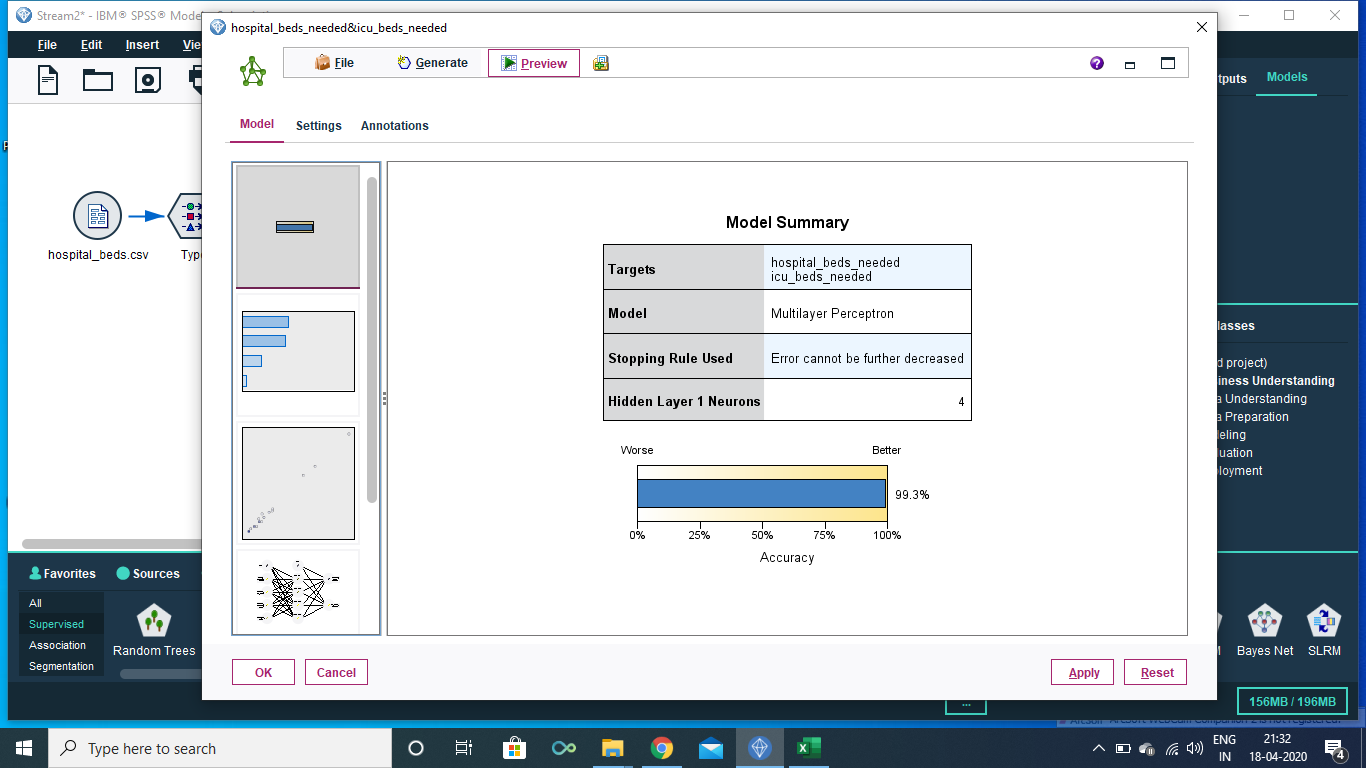 Stream2* - IBM® SPSS® Mod
hospital_beds_needed&icu_beds_needed
File Edit Insert Vie
File Generate Preview
tputs Models
Model Settings Annotations
hospital_beds.csv Typ
Model Summary
Targets hospital_beds_needed
icu_beds_needed
Model Multilayer Perceptron
Stopping Rule Used Error cannot be further decreased
Hidden Layer 1 Neurons 4
Worse Better
99.3%
0% 25% 50% 75% 100%
Accuracy
lasses
d project)
iness Understanding
a Understanding
a Preparation
eling
luation
loyment
Favorites Sources
All
Supervised
Association
Segmentation
Random Trees
M Bayes Net SLRM
OK Cancel Apply Reset
...
156MB / 196MB
Type here to search
ENG
IN
21:32
18-04-2020
4